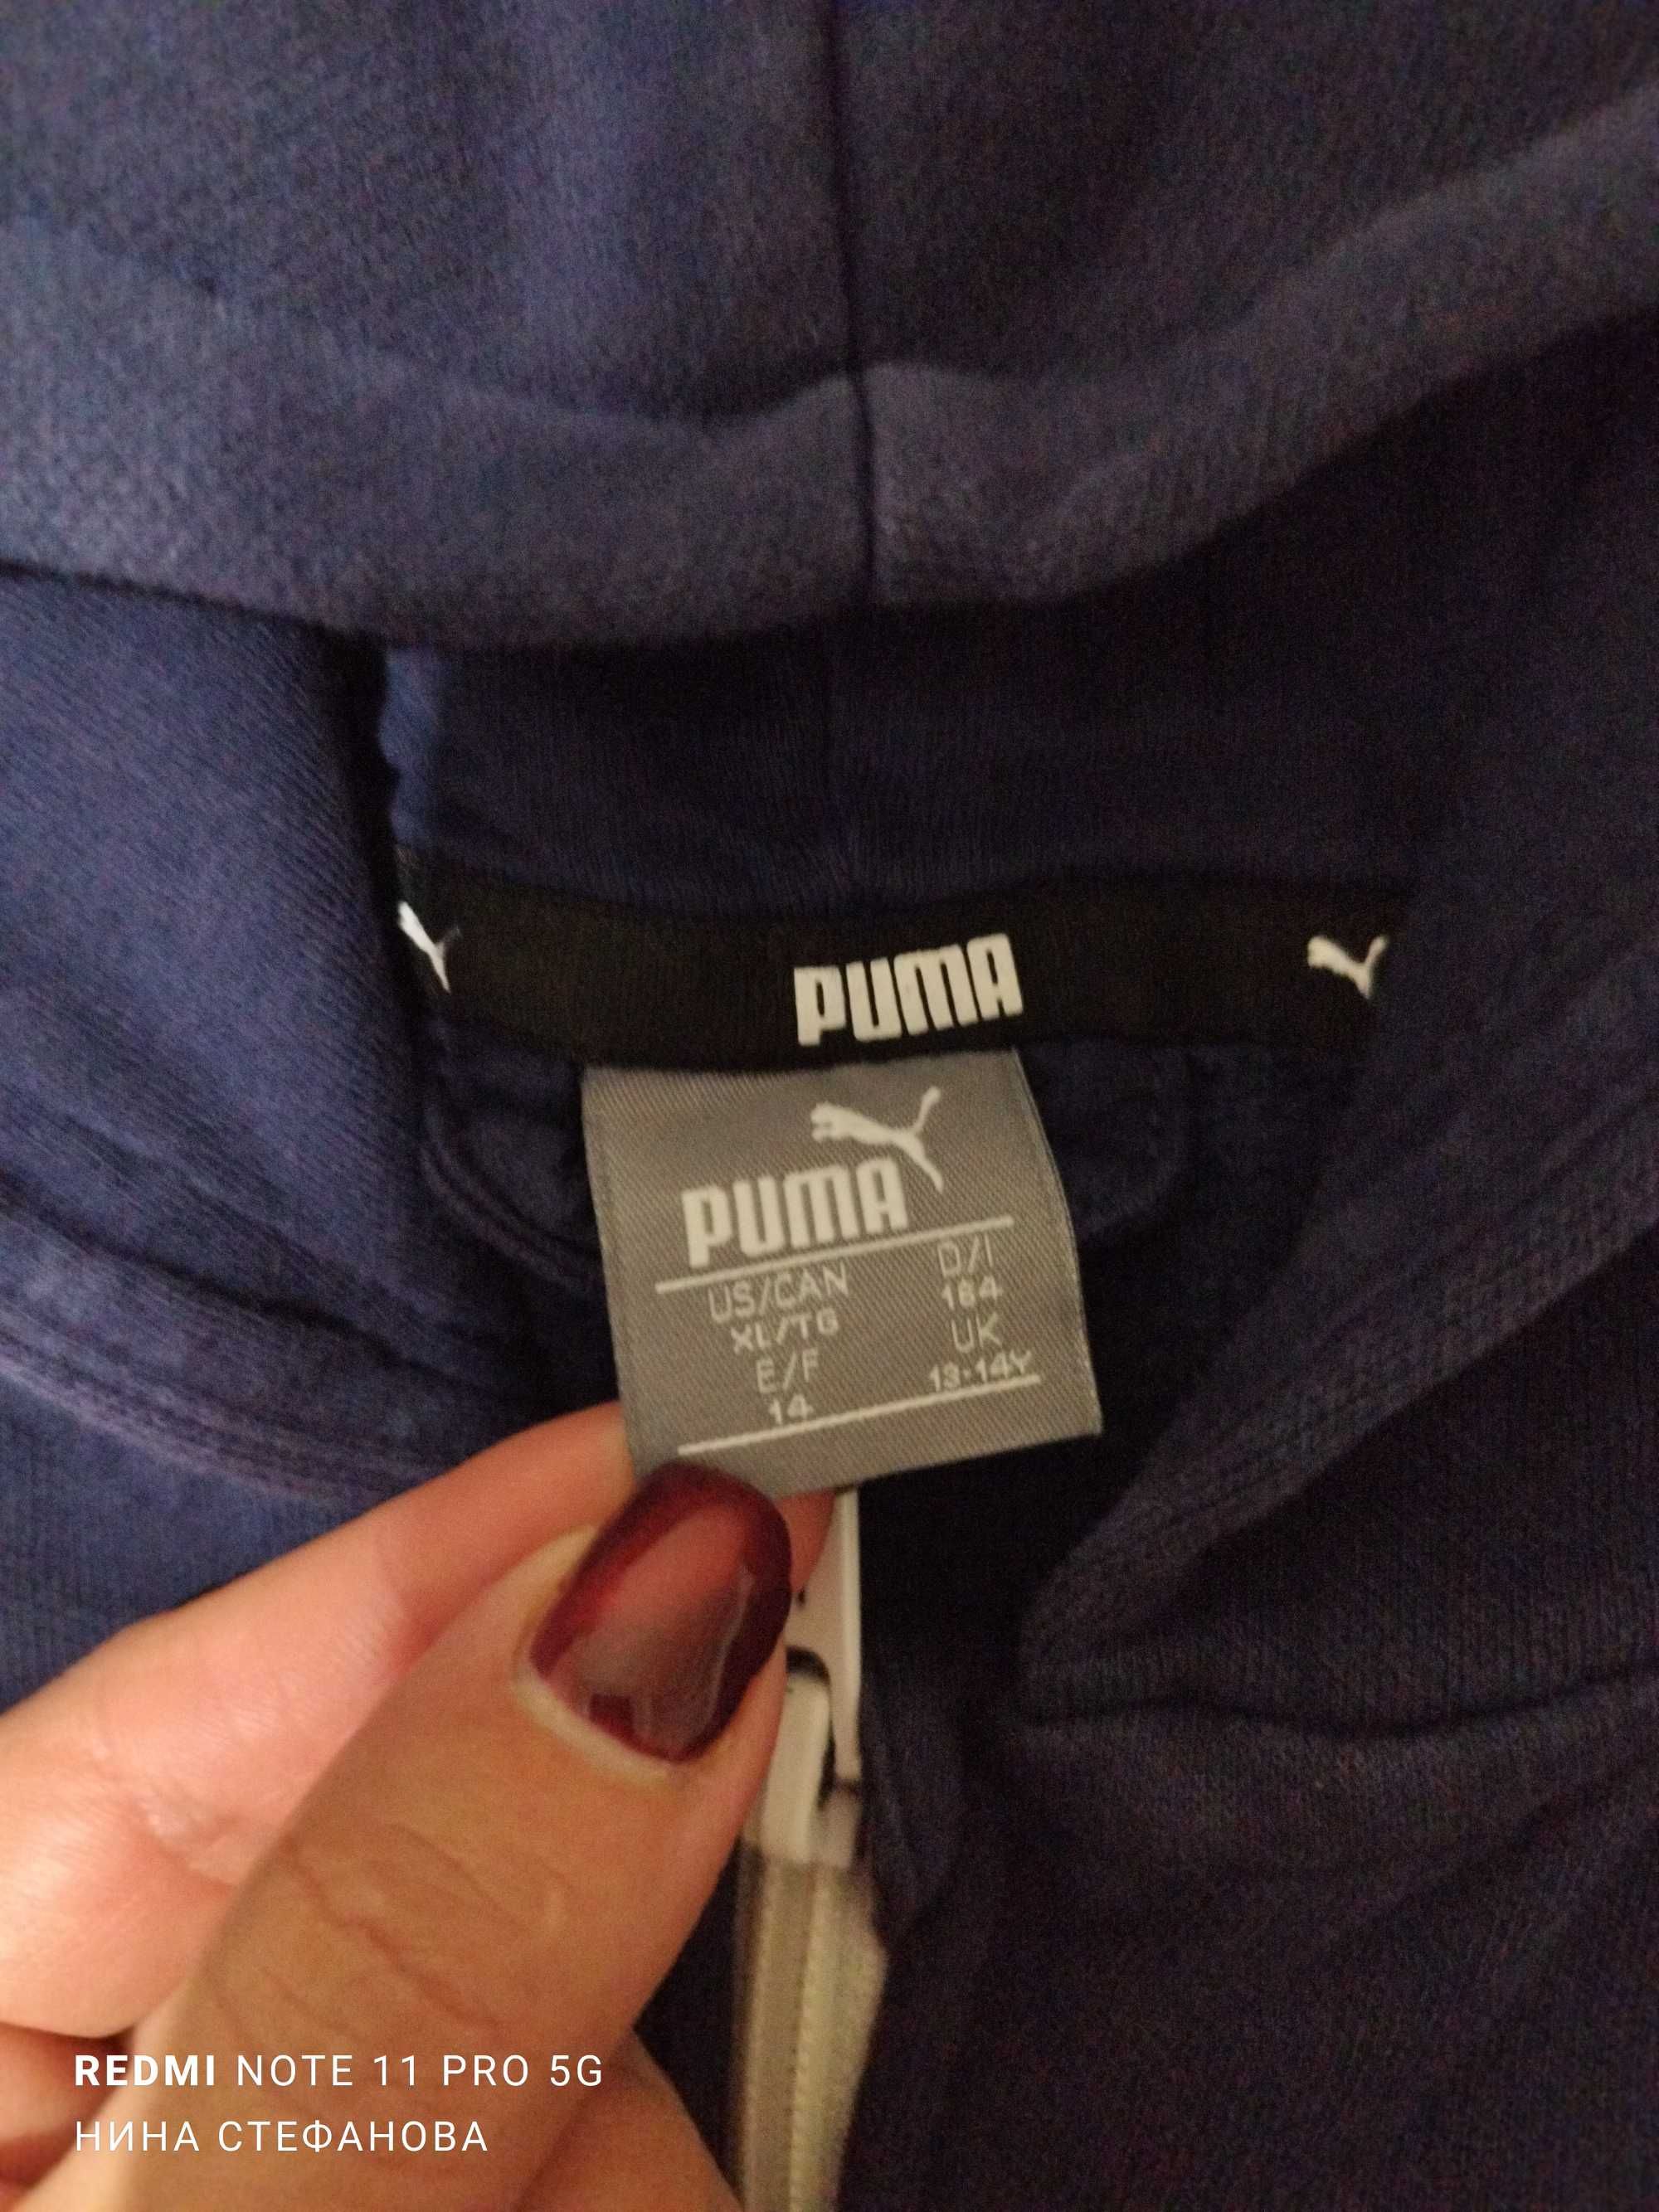 PUMA
PUMA
US/CAN D/I
XL/TG 164
E/F UK
14 13-14Y
REDMI NOTE 11 PRO 5G
НИНА СТЕФАНОВА